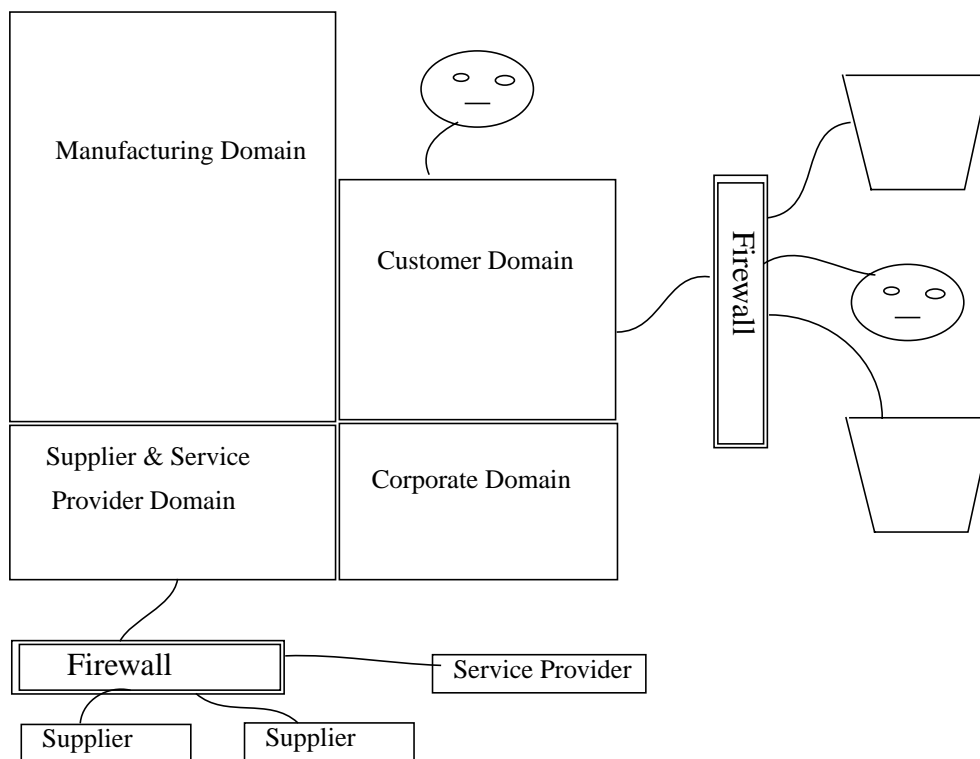 Manufacturing Domain
Customer Domain
Firewall
Supplier & Service
Provider Domain
Corporate Domain
Firewall
Service Provider
Supplier
Supplier